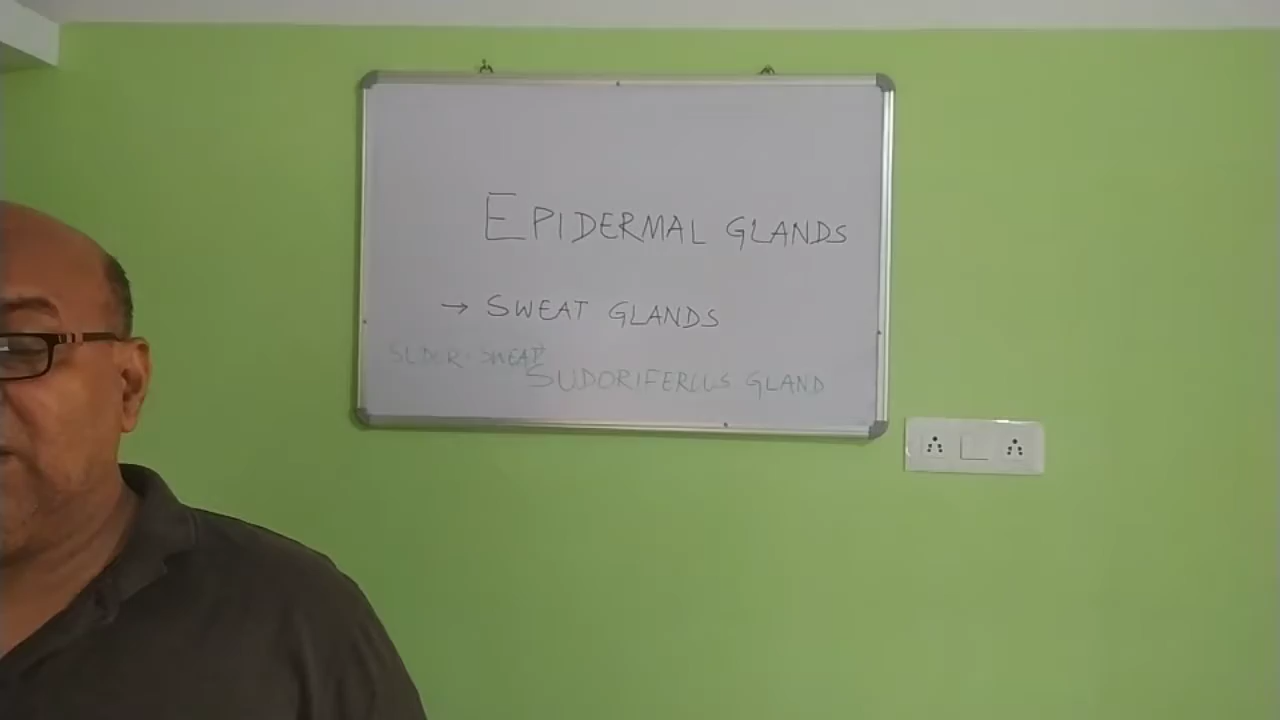 EPIDERMAL GLANDS
→ SWEAT GLANDS
SUDOR - SWEAT
SUDORIFEROUS GLAND